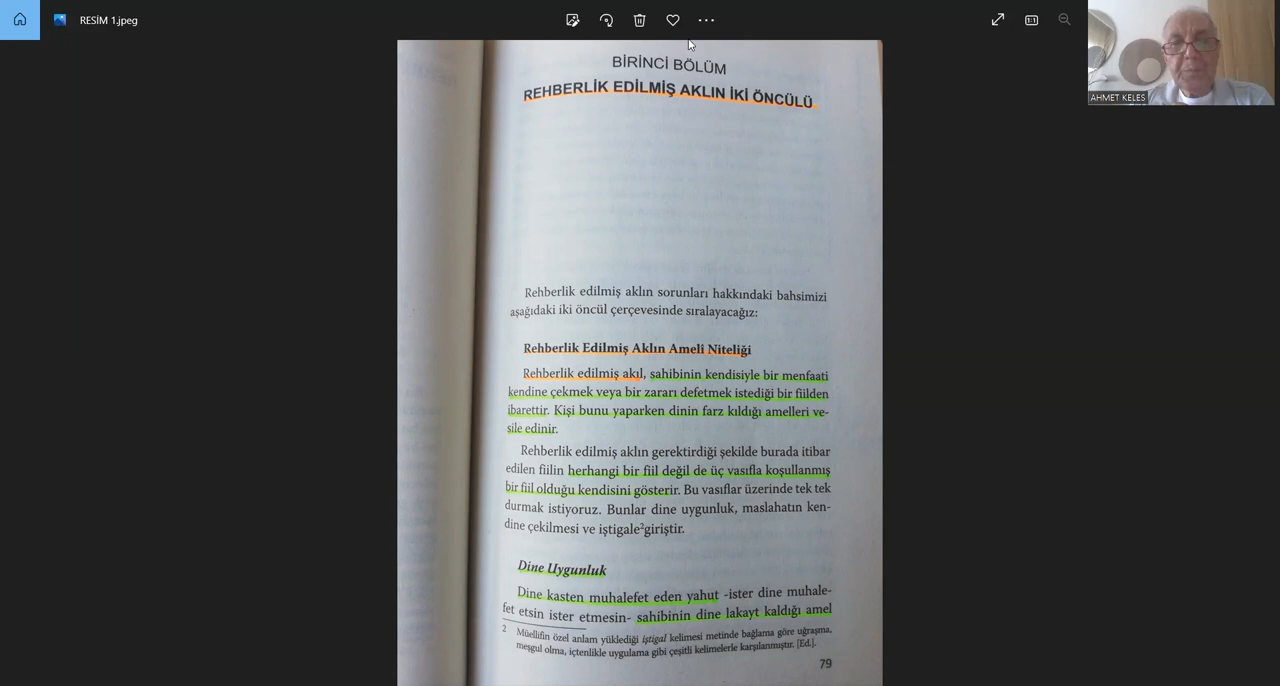 RESİM 1.jpeg
AHMET KELES
BİRİNCİ BÖLÜM
REHBERLİK EDİLMİŞ AKLIN İKİ ÖNCÜLÜ
Rehberlik edilmiş aklın sorunları hakkındaki bahsimizi
aşağıdaki iki öncül çerçevesinde sıralayacağız:
Rehberlik Edilmiş Aklın Amelî Niteliği
Rehberlik edilmiş akıl, sahibinin kendisiyle bir menfaati
kendine çekmek veya bir zararı defetmek istediği bir fiilden
ibarettir. Kişi bunu yaparken dinin farz kıldığı amelleri ve-
sile edinir.
Rehberlik edilmiş aklın gerektirdiği şekilde burada itibar
edilen fiilin herhangi bir fiil değil de üç vasıfla koşullanmış
bir fiil olduğu kendisini gösterir. Bu vasıflar üzerinde tek tek
durmak istiyoruz. Bunlar dine uygunluk, maslahatın ken-
dine çekilmesi ve iştigale²giriştir.
Dine Uygunluk
Dine kasten muhalefet eden yahut -ister dine muhale-
fet etsin ister etmesin- sahibinin dine lakayt kaldığı amel
2 Müellifin özel anlam yüklediği iştigal kelimesi metinde bağlama göre uğraşma,
meşgul olma, içtenlikle uygulama gibi çeşitli kelimelerle karşılanmıştır. [Ed.].
79